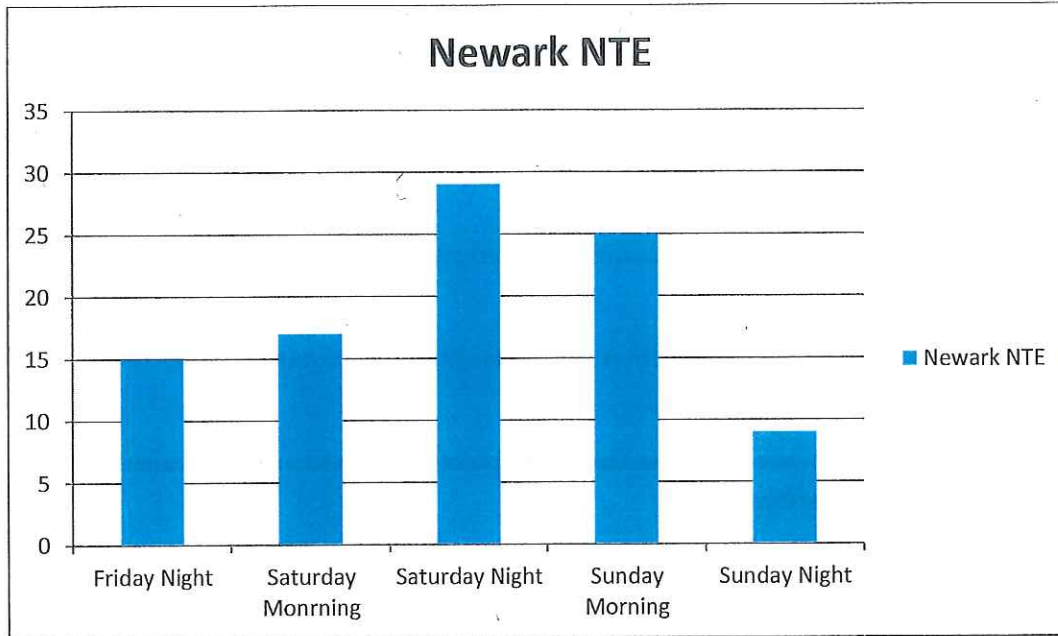 Newark NTE
35
30
25
20
15
10
5
0
Friday Night
Saturday
Monrning
Saturday Night
Sunday
Morning
Sunday Night
Newark NTE